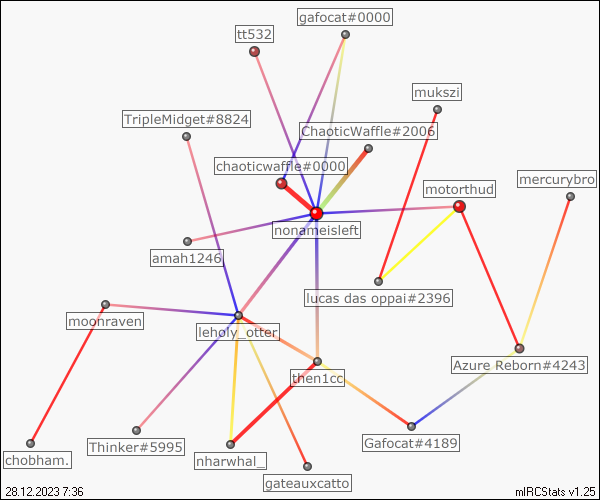 gafocat#0000
tt532
mukszi
TripleMidget#8824
ChaoticWaffle#2006
chaoticwaffle#0000
mercurybro
motorthud
nonameisleft
amah1246
lucas das oppai#2396
moonraven
leholy_otter
Azure Reborn#4243
then1cc
Thinker#5995
Gafocat#4189
chobham.
nharwhal_
gateauxcatto
28.12.2023 7:36
mIRCStats v1.25